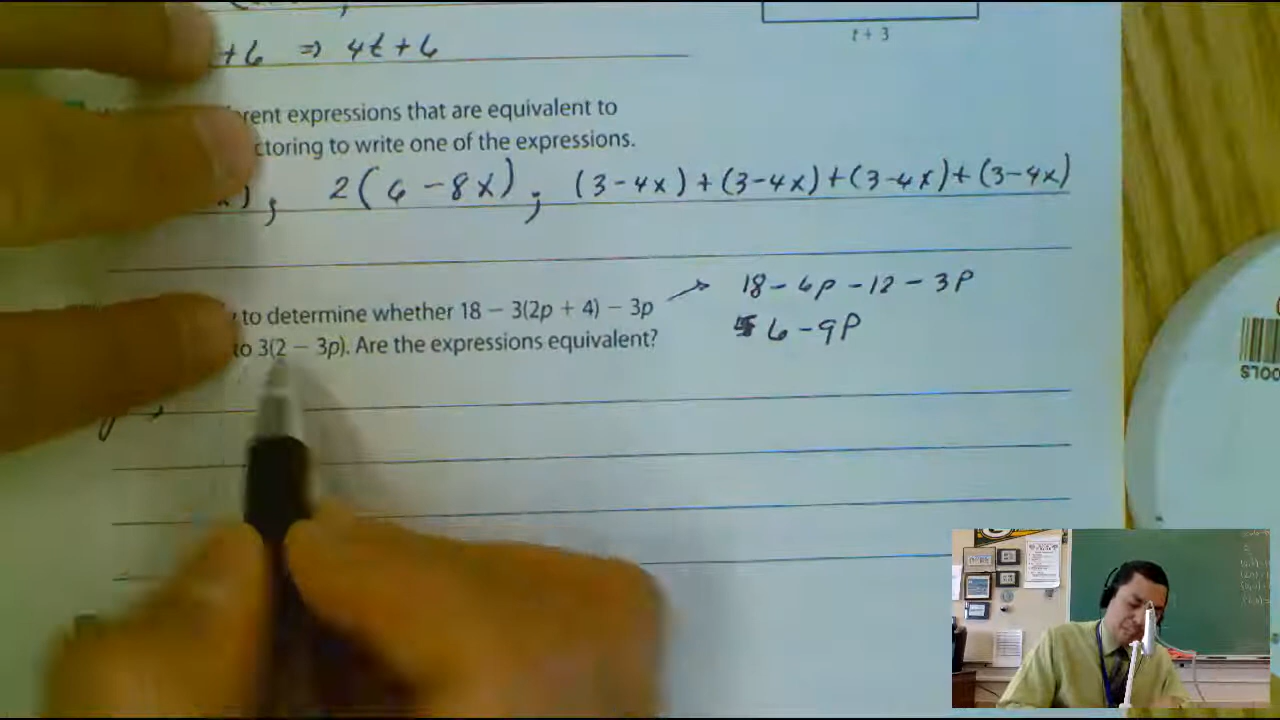 t + 3
+6 ⇒ 4t+6
expressions that are equivalent to
to write one of the expressions.
); 2(6-8x); (3-4x)+(3-4x)+(3-4x)+(3-4x)
18-6p-12-3p
to determine whether 18 − 3(2p + 4) − 3p
6-9p
to 3(2 − 3p). Are the expressions equivalent?